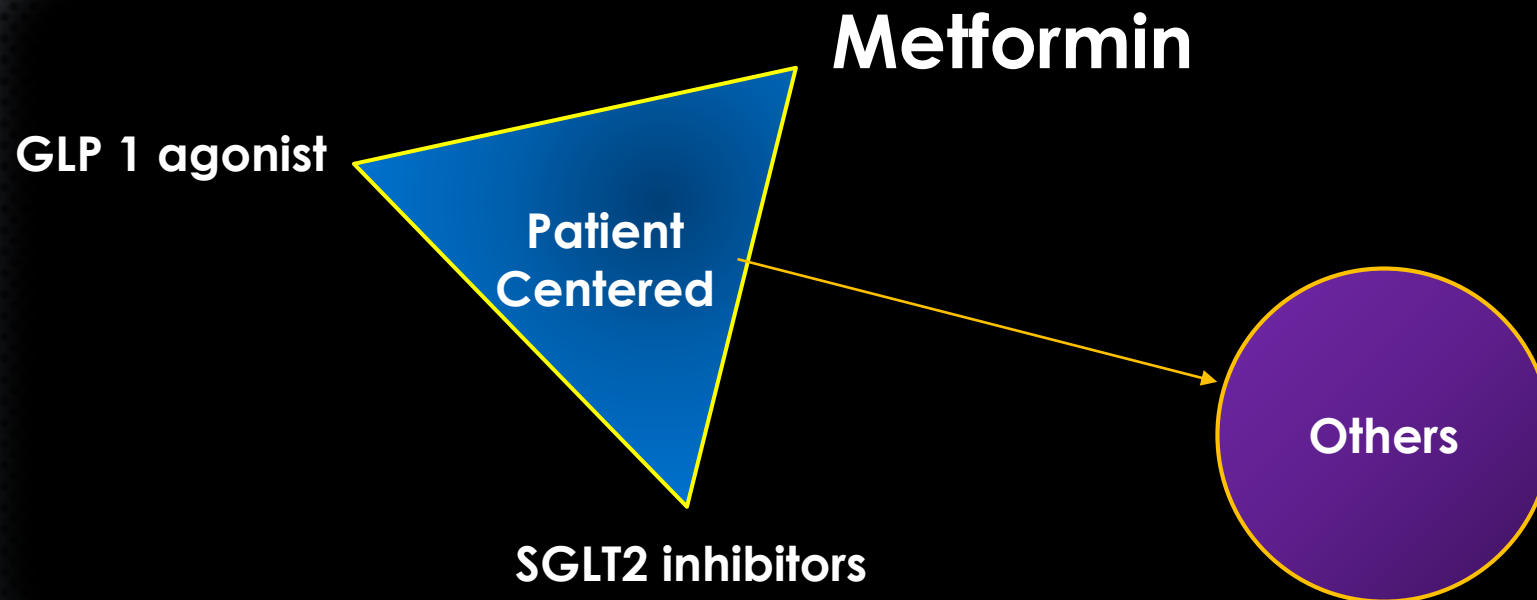 Metformin
GLP 1 agonist
Patient
Centered
Others
SGLT2 inhibitors